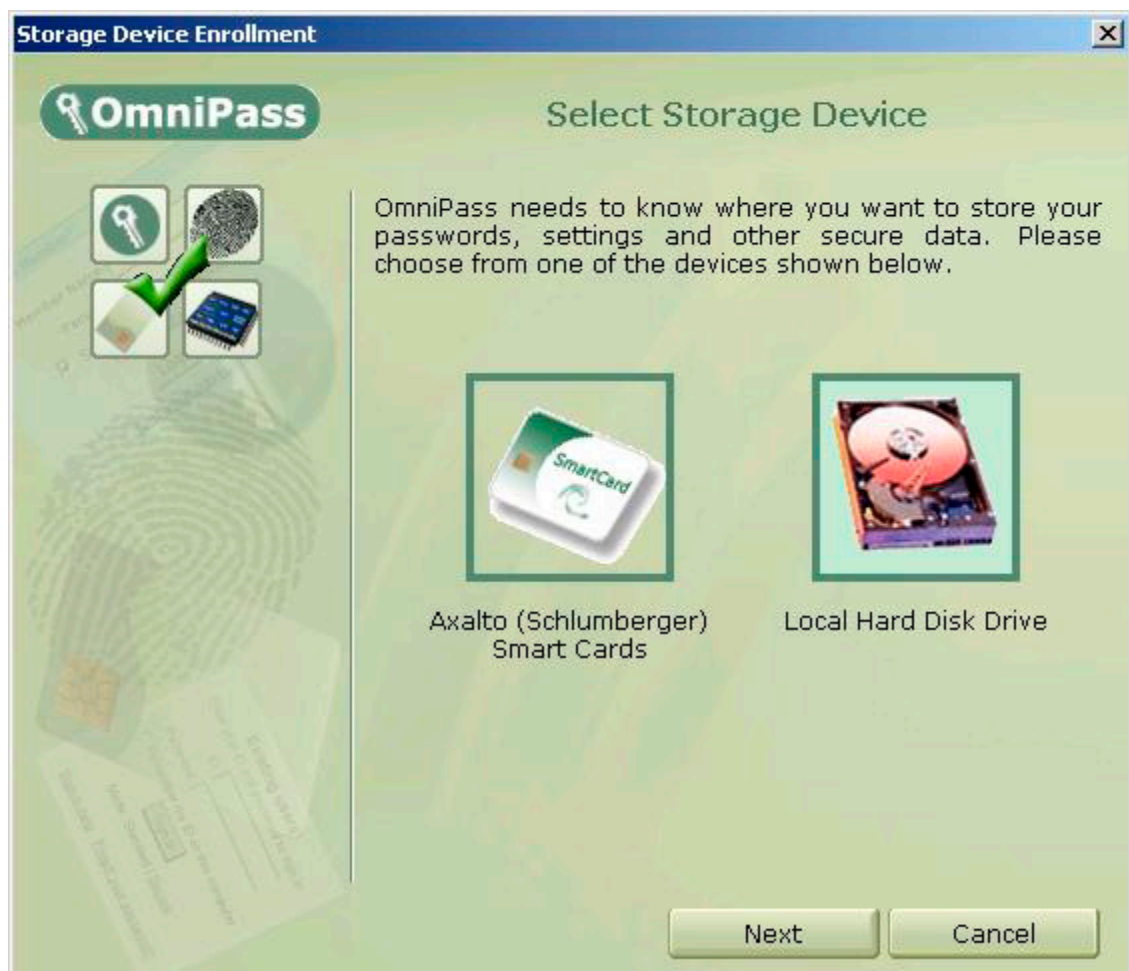 Storage Device Enrollment
OmniPass
Select Storage Device
OmniPass needs to know where you want to store your
passwords, settings and other secure data. Please
choose from one of the devices shown below.
SmartCard
Axalto (Schlumberger)
Smart Cards
Local Hard Disk Drive
Next
Cancel